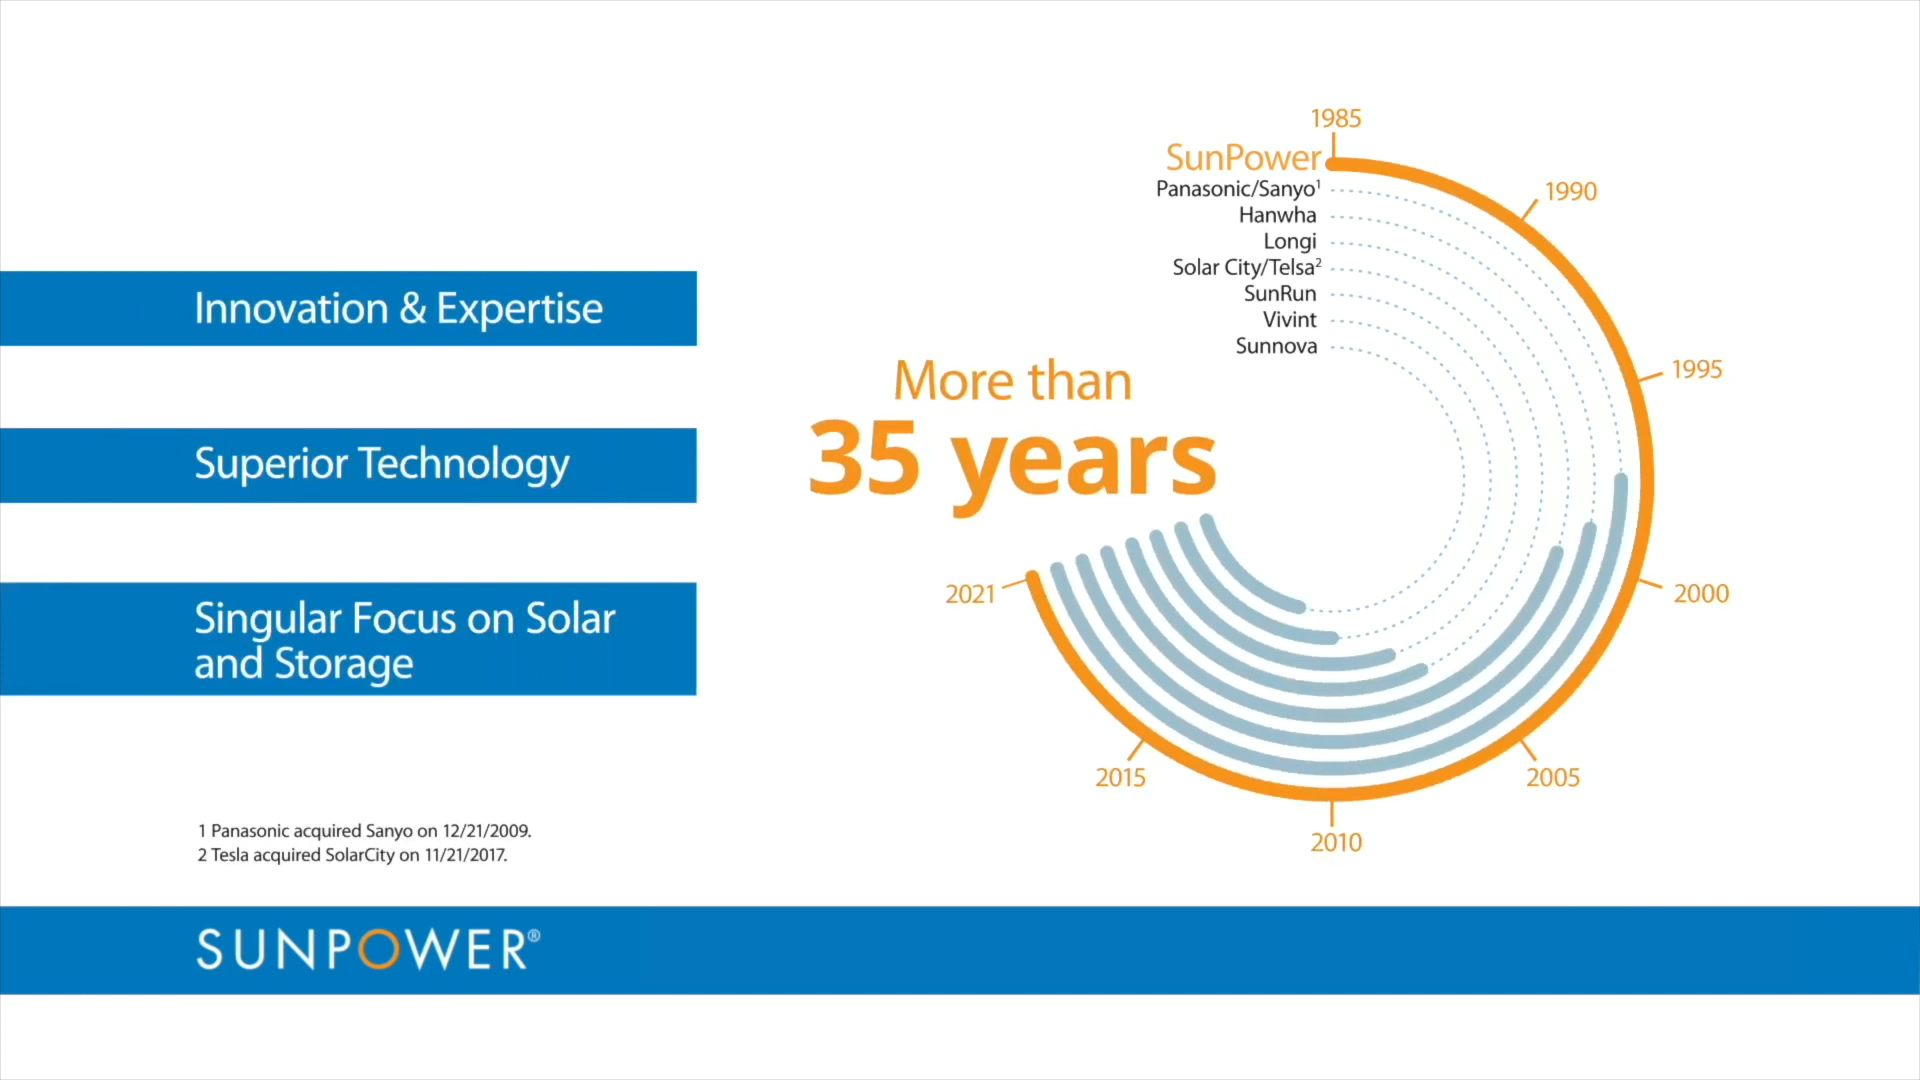 1985
SunPower
1990
Panasonic/Sanyo¹
Hanwha
Longi
Solar City/Telsa²
SunRun
Vivint
Sunnova
Innovation & Expertise
More than
35 years
1995
Superior Technology
2021
2000
Singular Focus on Solar
and Storage
2015
2005
2010
1 Panasonic acquired Sanyo on 12/21/2009.
2 Tesla acquired SolarCity on 11/21/2017.
SUNPOWER®